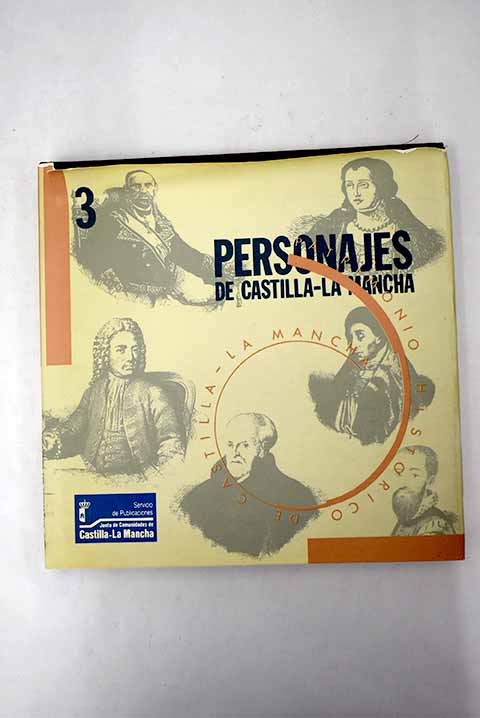 3
PERSONAJES
DE CASTILLA-LA MANCHA
PATRIMONIO HISTÓRICO DE CASTILLA-LA MANCHA
Servicio
de Publicaciones
Junta de Comunidades de
Castilla-La Mancha